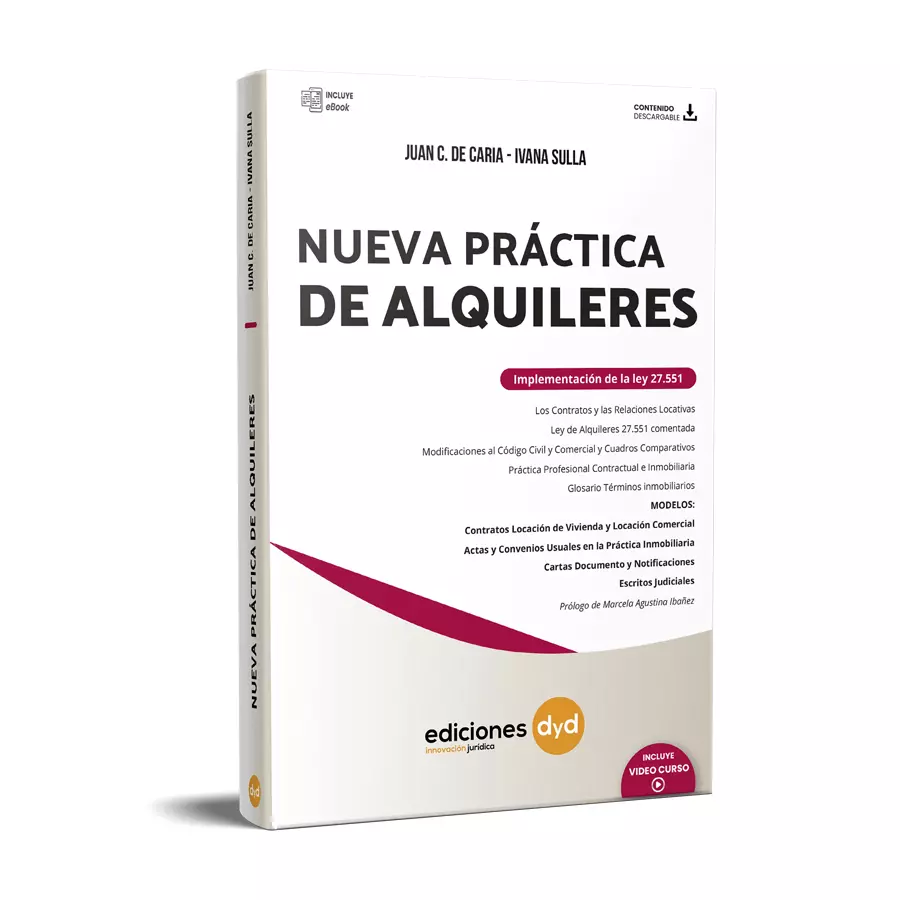 INCLUYE
eBook
CONTENIDO
DESCARGABLE
JUAN C. DE CARIA - IVANA SULLA
NUEVA PRÁCTICA
DE ALQUILERES
Implementación de la ley 27.551
Los Contratos y las Relaciones Locativas
Ley de Alquileres 27.551 comentada
Modificaciones al Código Civil y Comercial y Cuadros Comparativos
Práctica Profesional Contractual e Inmobiliaria
Glosario Términos inmobiliarios
MODELOS:
Contratos Locación de Vivienda y Locación Comercial
Actas y Convenios Usuales en la Práctica Inmobiliaria
Cartas Documento y Notificaciones
Escritos Judiciales
Prólogo de Marcela Agustina Ibañez
ediciones dyd
innovación jurídica
INCLUYE
VIDEO CURSO
JUAN C. DE CARIA - IVANA SULLA
NUEVA PRÁCTICA DE ALQUILERES
dyd